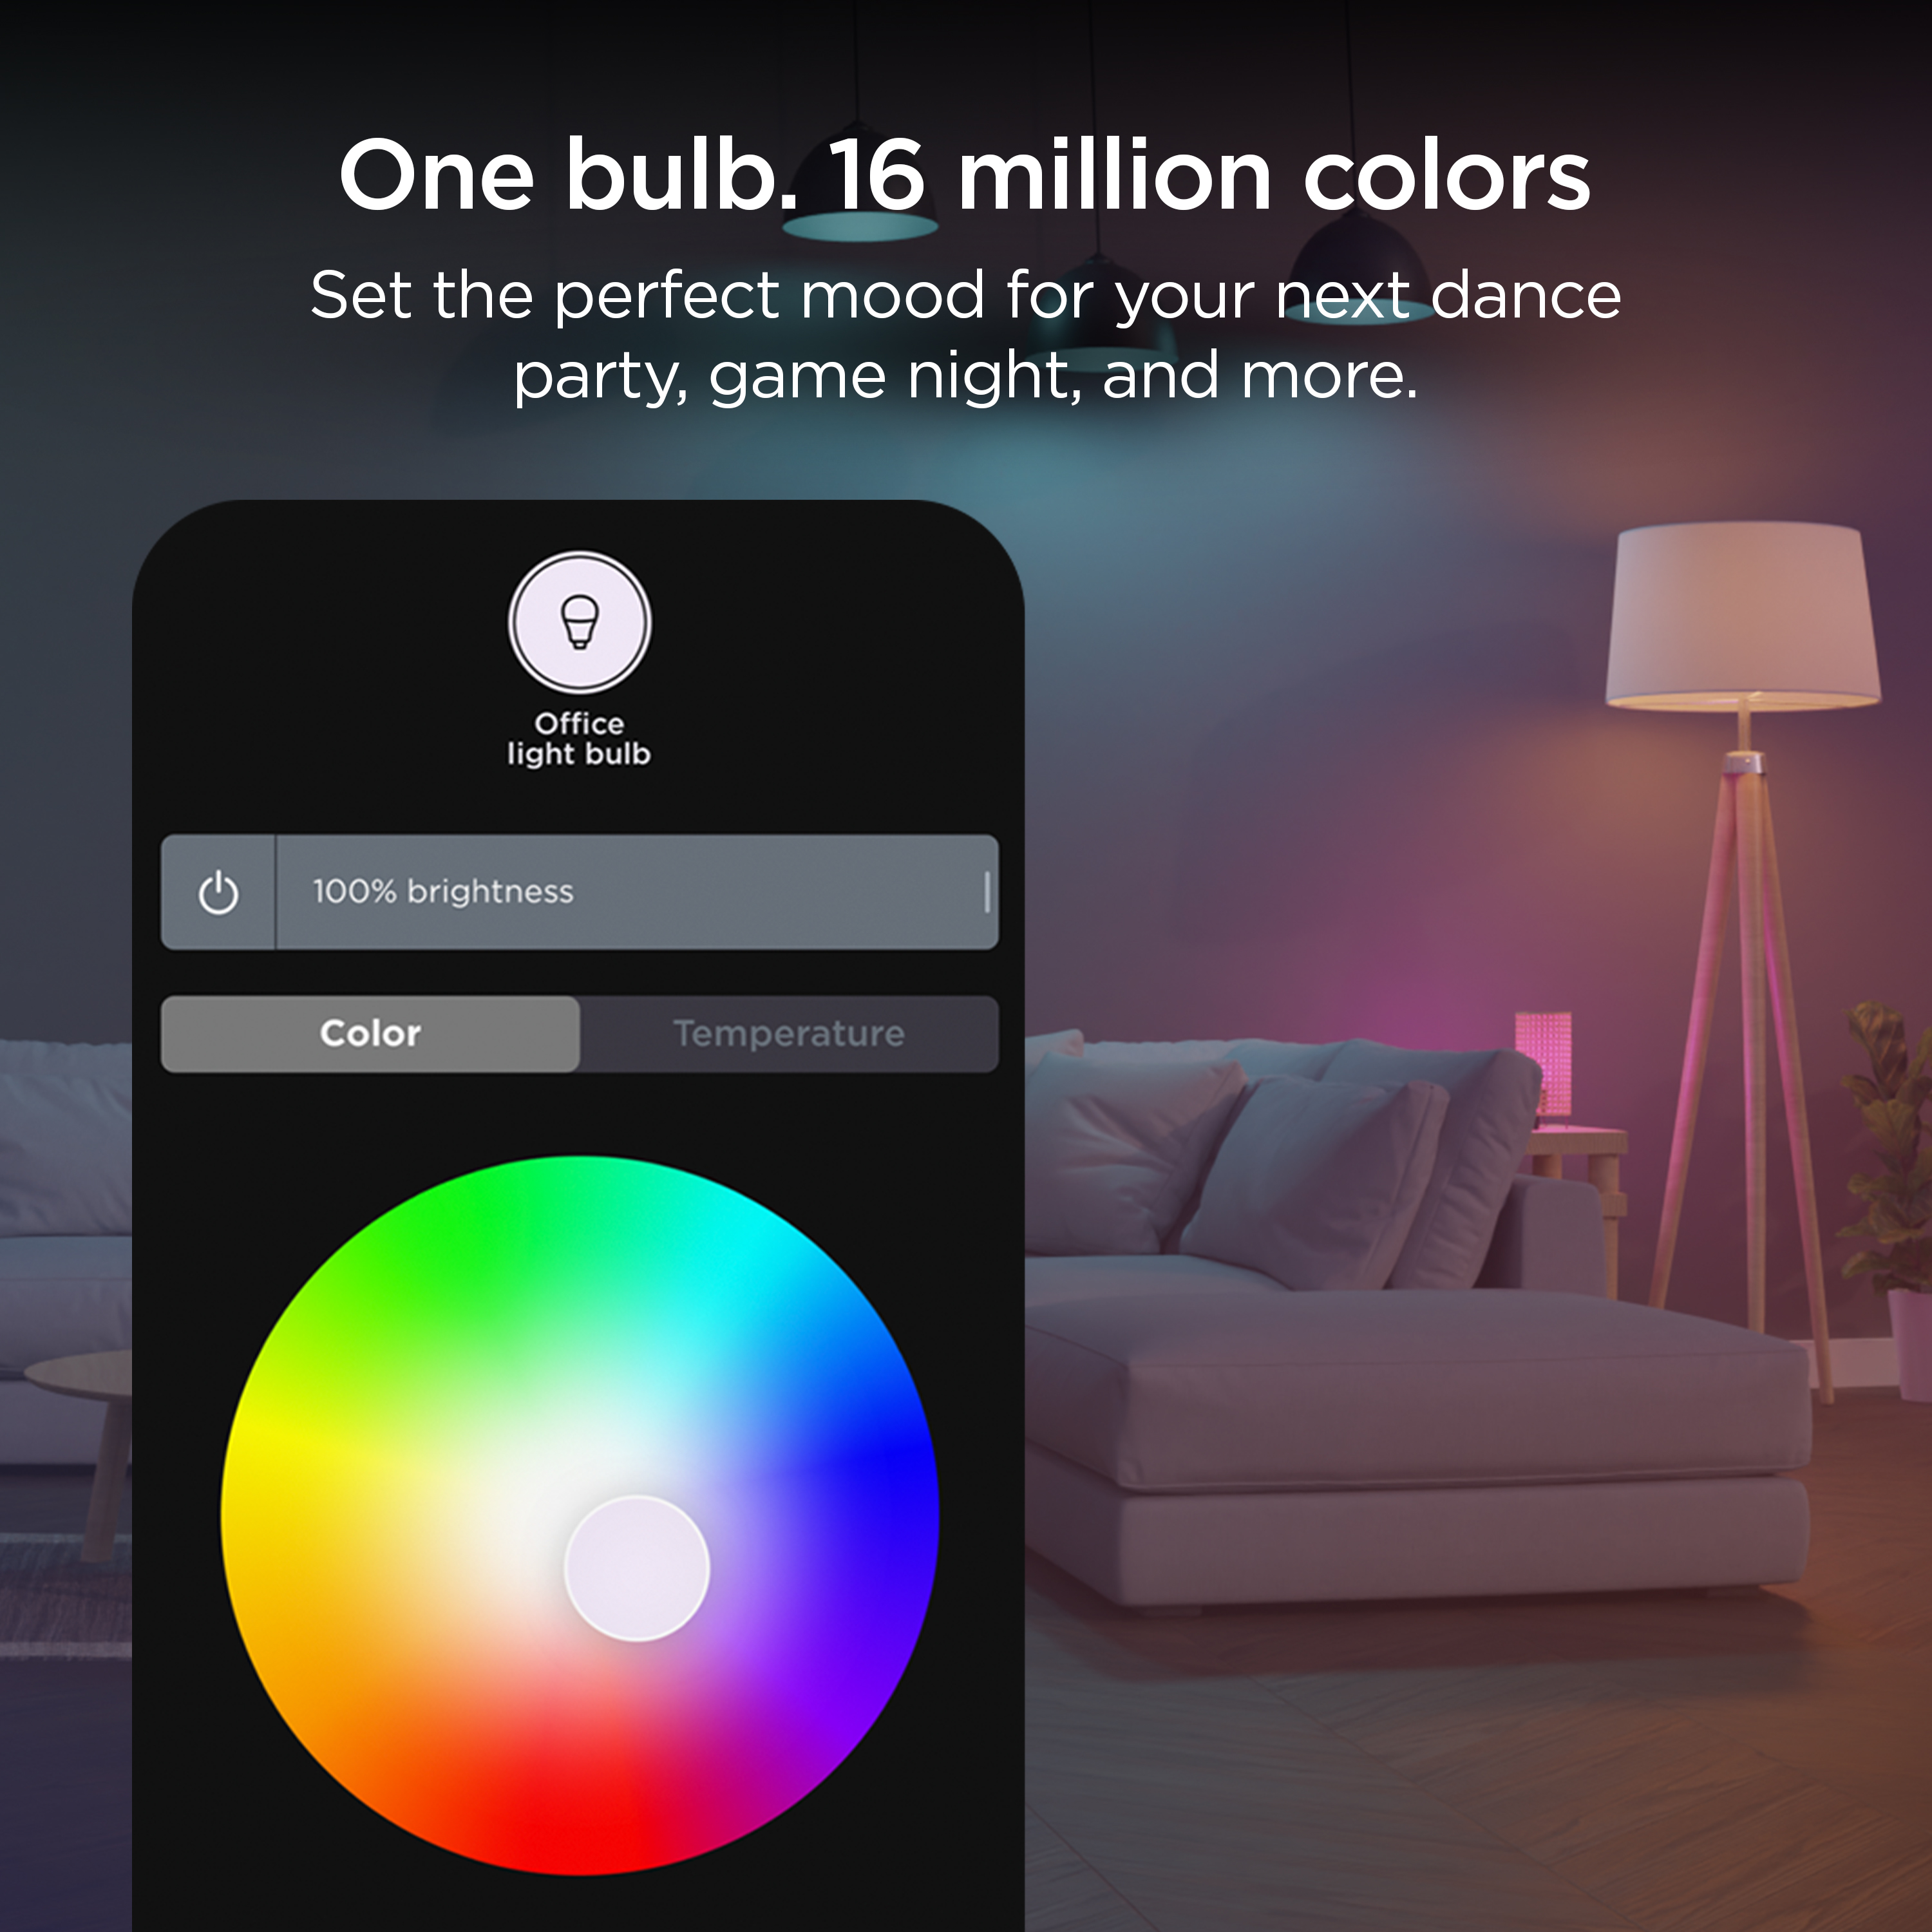 One bulb. 16 million colors
Set the perfect mood for your next dance
party, game night, and more.
Office
light bulb
100% brightness
Color
Temperature